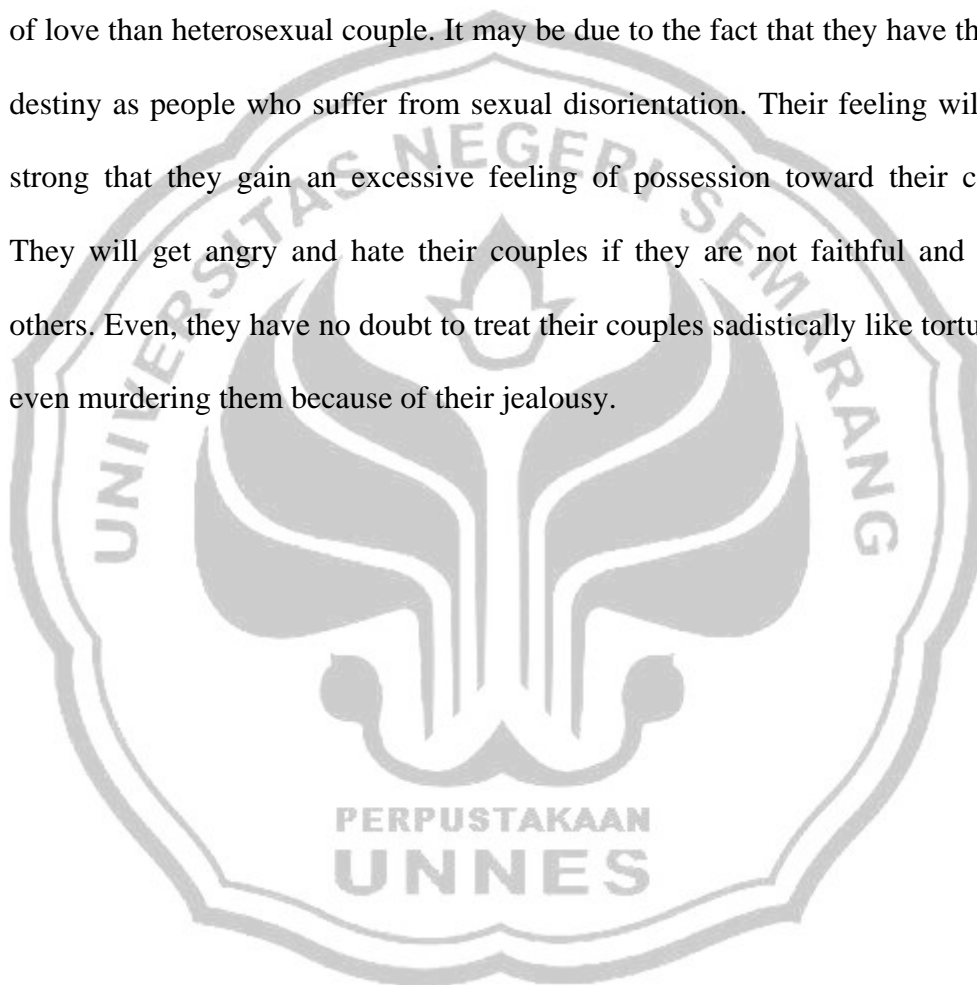 of love than heterosexual couple. It may be due to the fact that they have
destiny as people who suffer from sexual disorientation. Their feeling
strong that they gain an excessive feeling of possession toward their
They will get angry and hate their couples if they are not faithful and
others. Even, they have no doubt to treat their couples sadistically like
even murdering them because of their jealousy.
UNIVERSITAS NEGERI SEMARANG
PERPUSTAKAAN
UNNES